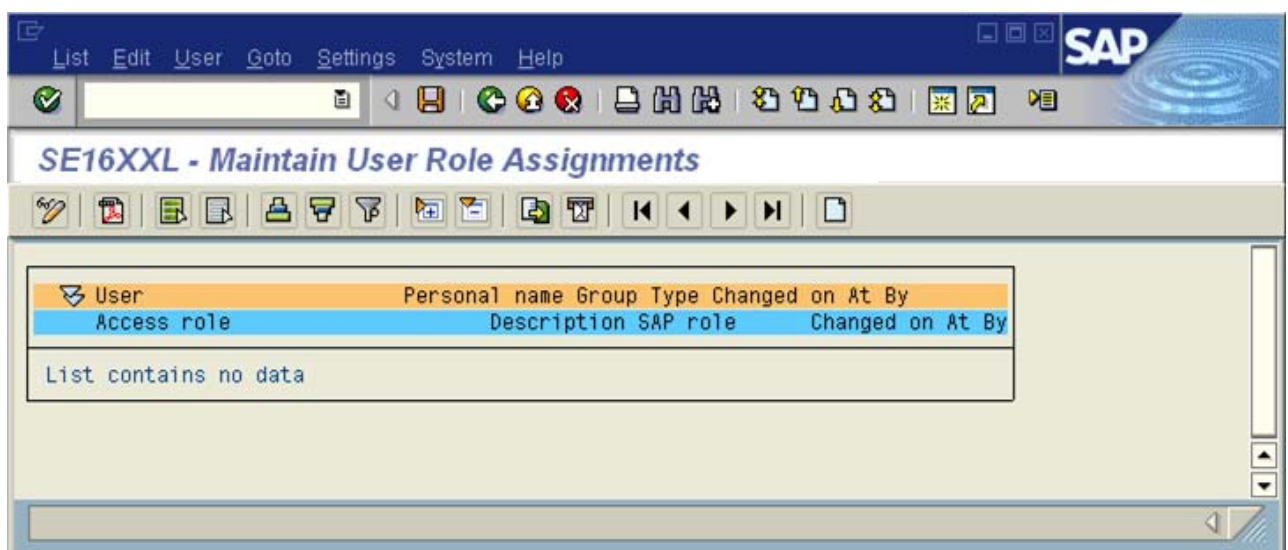 List Edit User Goto Settings System Help
SAP
SE16XXL - Maintain User Role Assignments
User Personal name Group Type Changed on At By
Access role Description SAP role Changed on At By
List contains no data